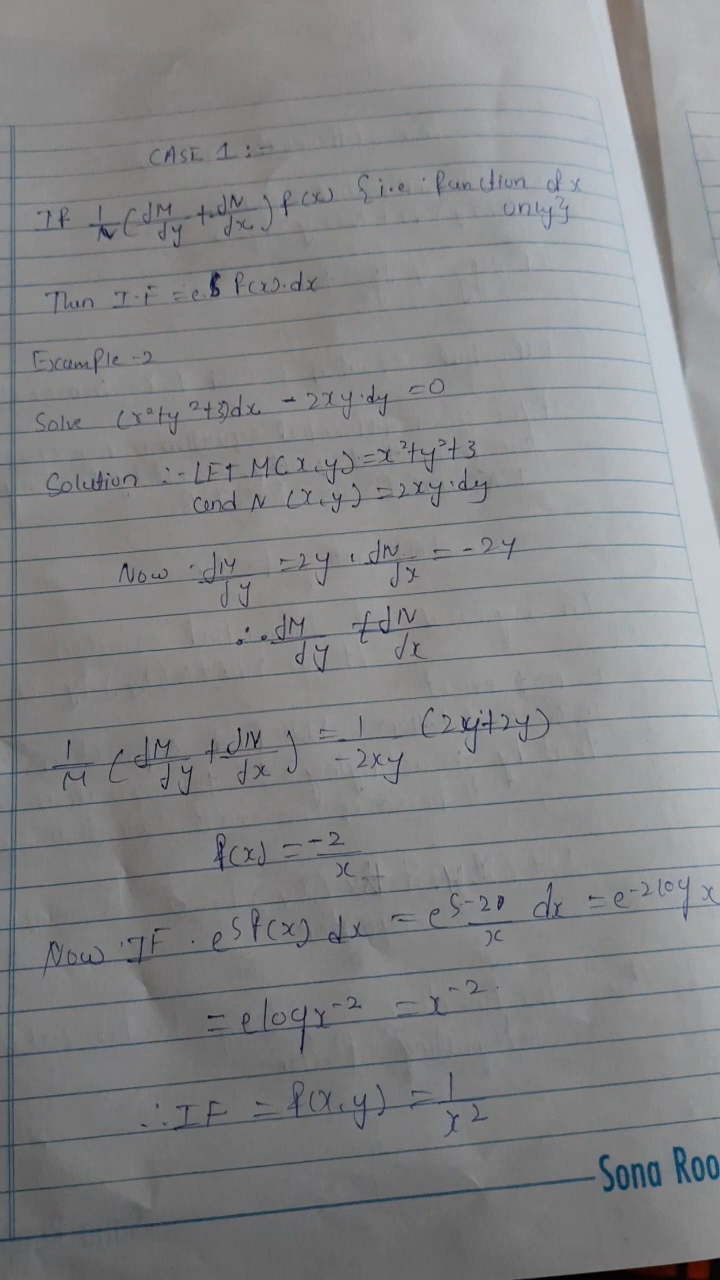 CASE 1 :-
If 1/N (dM/dy + dN/dx) f(x) {i.e. function of x
only}
Then I.F = e.∫ f(x).dx
Example -2
Solve (x²+y²+3)dx - 2xy.dy =0
Solution :- LEt M(x,y) =x²+y²+3
and N (x,y) =2xy.dy
Now dM/dy =2y . dN/dx = -2y
∴ dM/dy ≠ dN/dx
1/M (dM/dy + dN/dx) = 1/-2xy (2y+2y)
f(x) = -2/x
Now IF . e∫f(x) dx = e∫-2/x dx = e-2log x
= elogx-2 = x-2
∴ IF = f(x,y) = 1/x2
Sona Roo